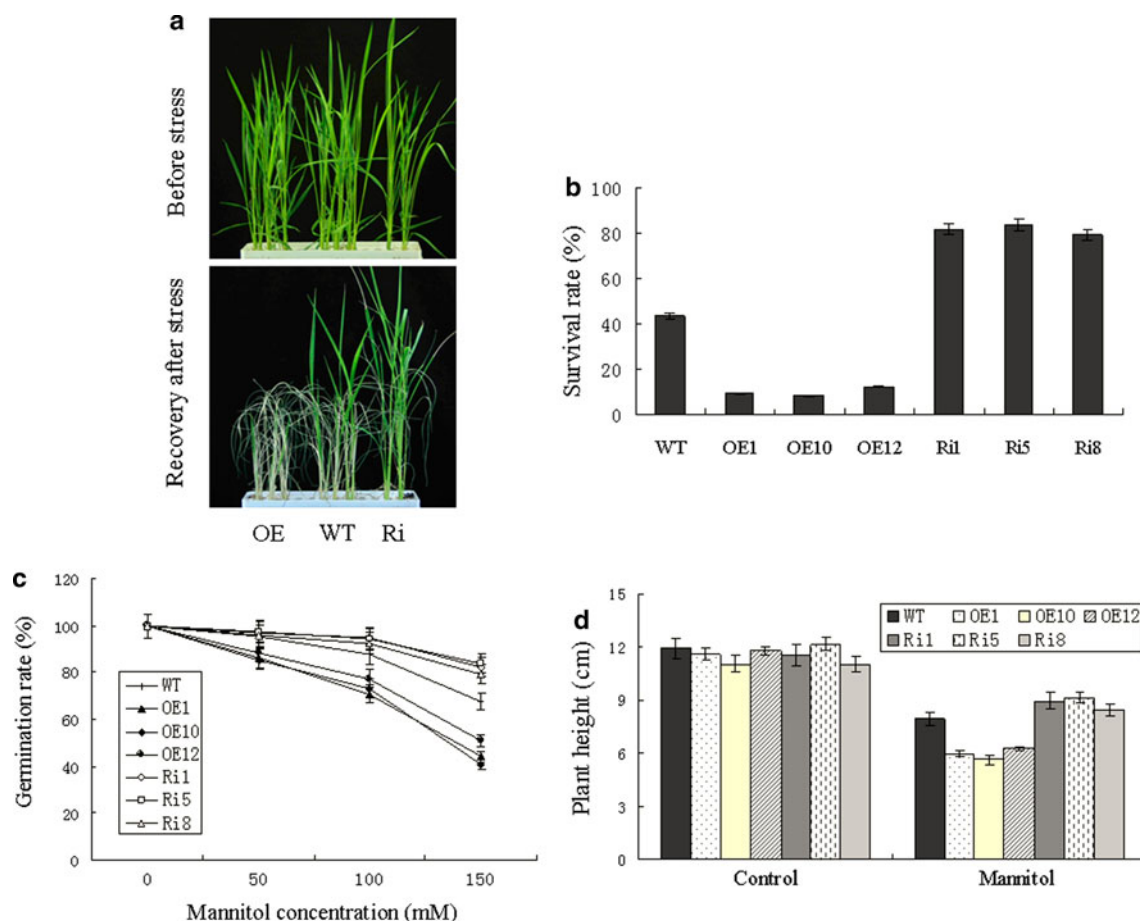 a
Before stress
Recovery after stress
OE WT Ri
b
Survival rate (%)
100
80
60
40
20
0
WT OE1 OE10 OE12 Ri1 Ri5 Ri8
c
Germination rate (%)
120
100
80
60
40
20
0
WT
OE1
OE10
OE12
Ri1
Ri5
Ri8
0 50 100 150
Mannitol concentration (mM)
d
Plant height (cm)
15
12
9
6
3
0
WT OE1 OE10 OE12
Ri1 Ri5 Ri8
Control Mannitol